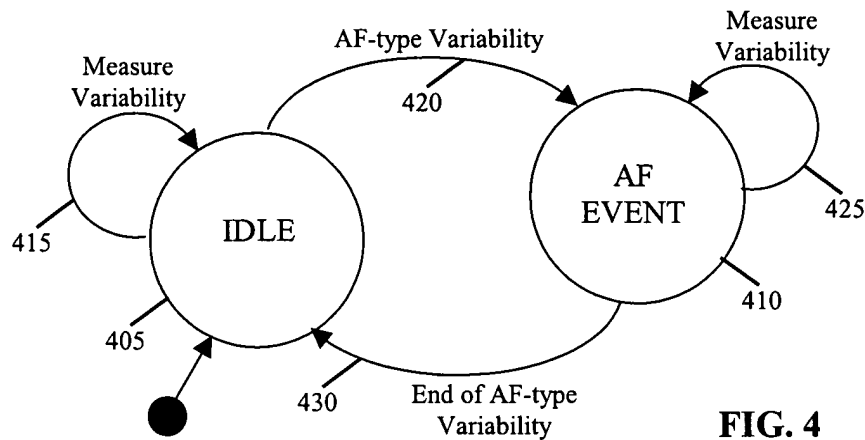 AF-type Variability
Measure
Variability
Measure
Variability
420
AF
EVENT
425
415
IDLE
410
405
430
End of AF-type
Variability
FIG. 4